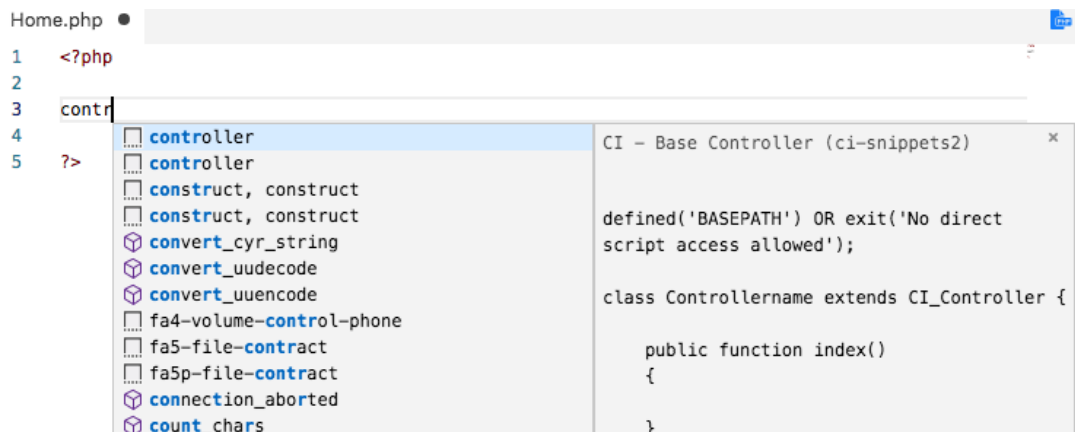 Home.php
1 <?php
2
3 contr
4
5 ?>
controller
controller
construct, construct
construct, construct
convert_cyr_string
convert_uudecode
convert_uuencode
fa4-volume-control-phone
fa5-file-contract
fa5p-file-contract
connection_aborted
count_chars
CI – Base Controller (ci-snippets2) ×
defined('BASEPATH') OR exit('No direct
script access allowed');
class Controllername extends CI_Controller {
public function index()
{
}